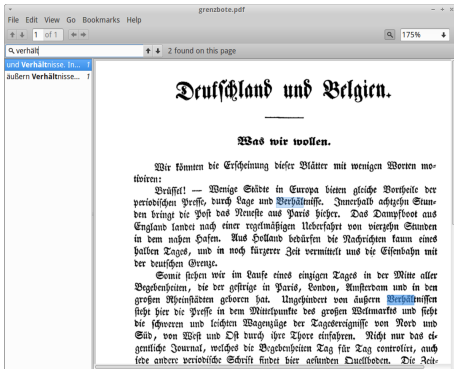 grenzbote.pdf
File Edit View Go Bookmarks Help
1 of 1 175%
verhält 2 found on this page
und Verhältnisse. In... 1
äußern Verhältnisse... 1
Deutschland und Belgien.
Was wir wollen.
Wir könnten die Erscheinung dieser Blätter mit wenigen Worten mo-
tiviren:
Brüssel! — Wenige Städte in Europa bieten gleiche Vortheile der
periodischen Presse, durch Lage und Verhältnisse. Innerhalb achtzehn Stun-
den bringt die Post das Neueste aus Paris hieher. Das Dampfboot aus
England landet nach einer regelmäßigen Ueberfahrt von vierzehn Stunden
in dem nahen Hafen. Aus Holland bedürfen die Nachrichten kaum eines
halben Tages, und in noch kürzerer Zeit vermittelt uns die Eisenbahn mit
der deutschen Grenze.
Somit stehen wir im Laufe eines einzigen Tages in der Mitte aller
Begebenheiten, die der gestrige in Paris, London, Amsterdam und in den
großen Rheinstädten geboren hat. Ungehindert von äußern Verhältnissen
steht hier die Presse in dem Mittelpunkte des großen Weltmarkts und sieht
die schweren und leichten Wagenzüge der Tagesereignisse von Nord und
Süd, von West und Ost durch ihre Thore einfahren. Nicht nur das ei-
gentliche Journal, welches die Begebenheiten Tag für Tag controlirt, auch
jede andere periodische Schrift findet hier gesunden Quellboden. Die Zeit-